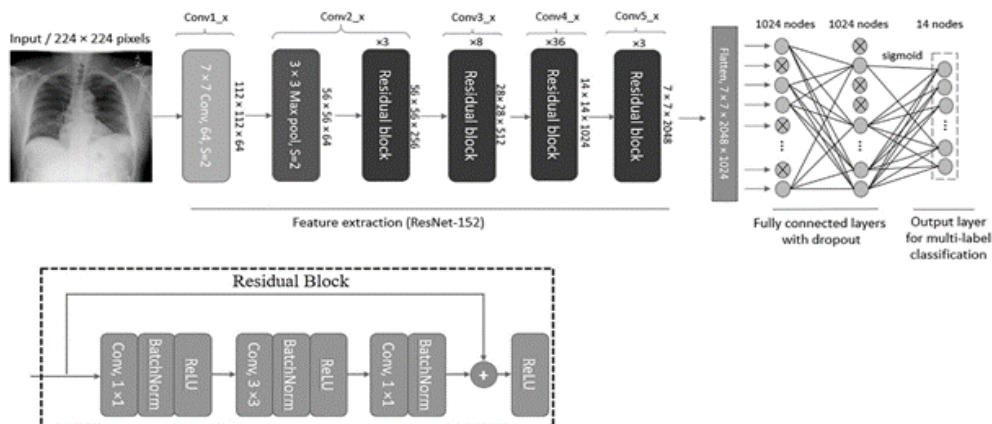 Conv1_x
Conv2_x
Conv3_x
Conv4_x
Conv5_x
1024 nodes
1024 nodes
14 nodes
Input / 224 × 224 pixels
×3
×8
×36
×3
sigmoid
7 × 7 Conv, 64, S=2
112 × 112 × 64
3 × 3 Max pool, S=2
56 × 56 × 64
Residual block
56 × 56 × 256
Residual block
28 × 28 × 512
Residual block
14 × 14 × 1024
Residual block
7 × 7 × 2048
Flatten, 7 × 7 × 2048 × 1024
...
...
...
Feature extraction (ResNet-152)
Fully connected layers
with dropout
Output layer
for multi-label
classification
Residual Block
Conv, 1 ×1
BatchNorm
ReLU
Conv, 3 ×3
BatchNorm
ReLU
Conv, 1 ×1
BatchNorm
+
ReLU